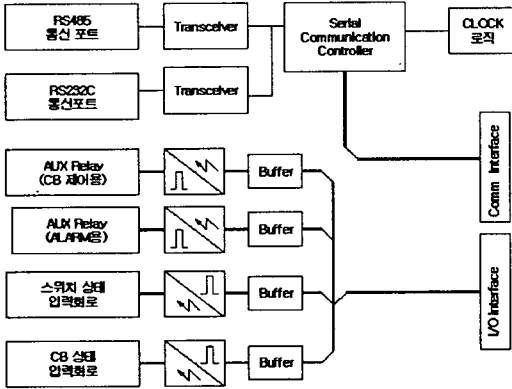 RS485
통신 포트
Transceiver
Serial
Communication
Controller
CLOCK
로직
RS232C
통신포트
Transceiver
Comm Interface
AUX Relay
(CB 제어용)
Buffer
AUX Relay
(ALARM용)
Buffer
스위치 상태
입력회로
Buffer
I/O Interface
CB 상태
입력회로
Buffer